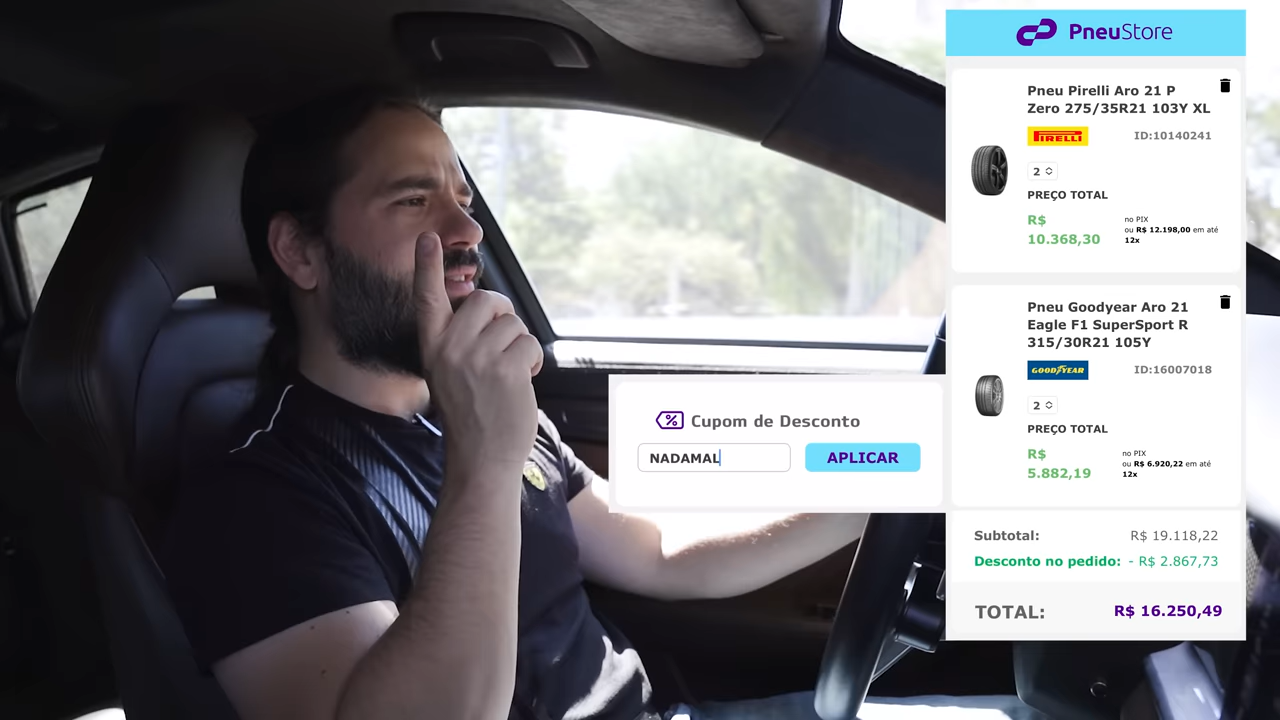 PneuStore
Pneu Pirelli Aro 21 P
Zero 275/35R21 103Y XL
PIRELLI
ID:10140241
2
PREÇO TOTAL
R$
10.368,30
no PIX
ou R$ 12.198,00 em até
12x
Pneu Goodyear Aro 21
Eagle F1 SuperSport R
315/30R21 105Y
GOODYEAR
ID:16007018
2
PREÇO TOTAL
R$
5.882,19
no PIX
ou R$ 6.920,22 em até
12x
% Cupom de Desconto
NADAMAL
APLICAR
Subtotal:
R$ 19.118,22
Desconto no pedido:
- R$ 2.867,73
TOTAL:
R$ 16.250,49